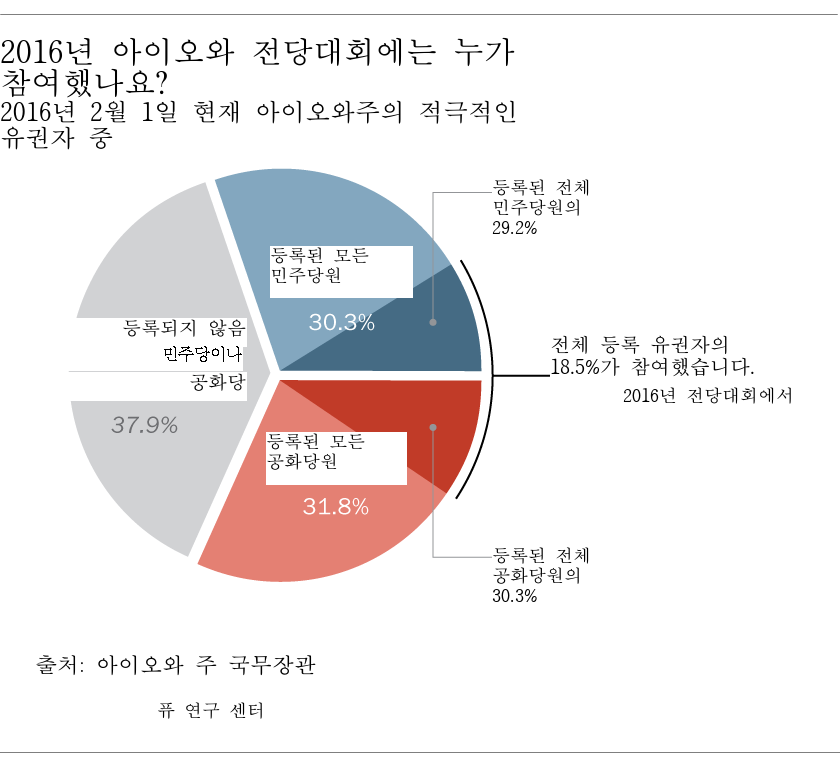 2016년 아이오와 전당대회에는 누가
참여했나요?
2016년 2월 1일 현재 아이오와주의 적극적인
유권자 중
등록된 전체
민주당원의
29.2%
등록된 모든
민주당원
30.3%
등록되지 않음
민주당이나
공화당
37.9%
전체 등록 유권자의
18.5%가 참여했습니다.
2016년 전당대회에서
등록된 모든
공화당원
31.8%
등록된 전체
공화당원의
30.3%
출처: 아이오와 주 국무장관
퓨 연구 센터